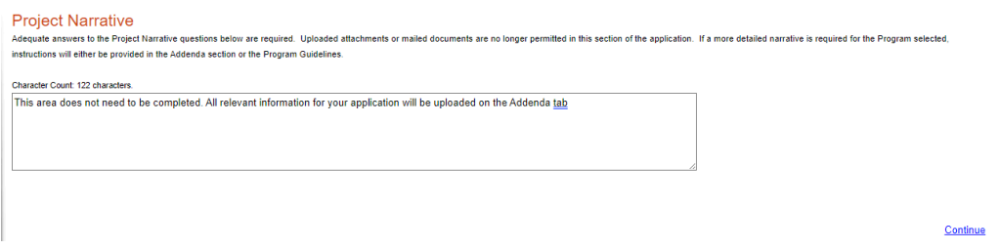 Project Narrative
Adequate answers to the Project Narrative questions below are required.  Uploaded attachments or mailed documents are no longer permitted in this section of the application.  If a more detailed narrative is required for the Program selected,
instructions will either be provided in the Addenda section or the Program Guidelines.
Character Count: 122 characters.
This area does not need to be completed. All relevant information for your application will be uploaded on the Addenda tab
Continue